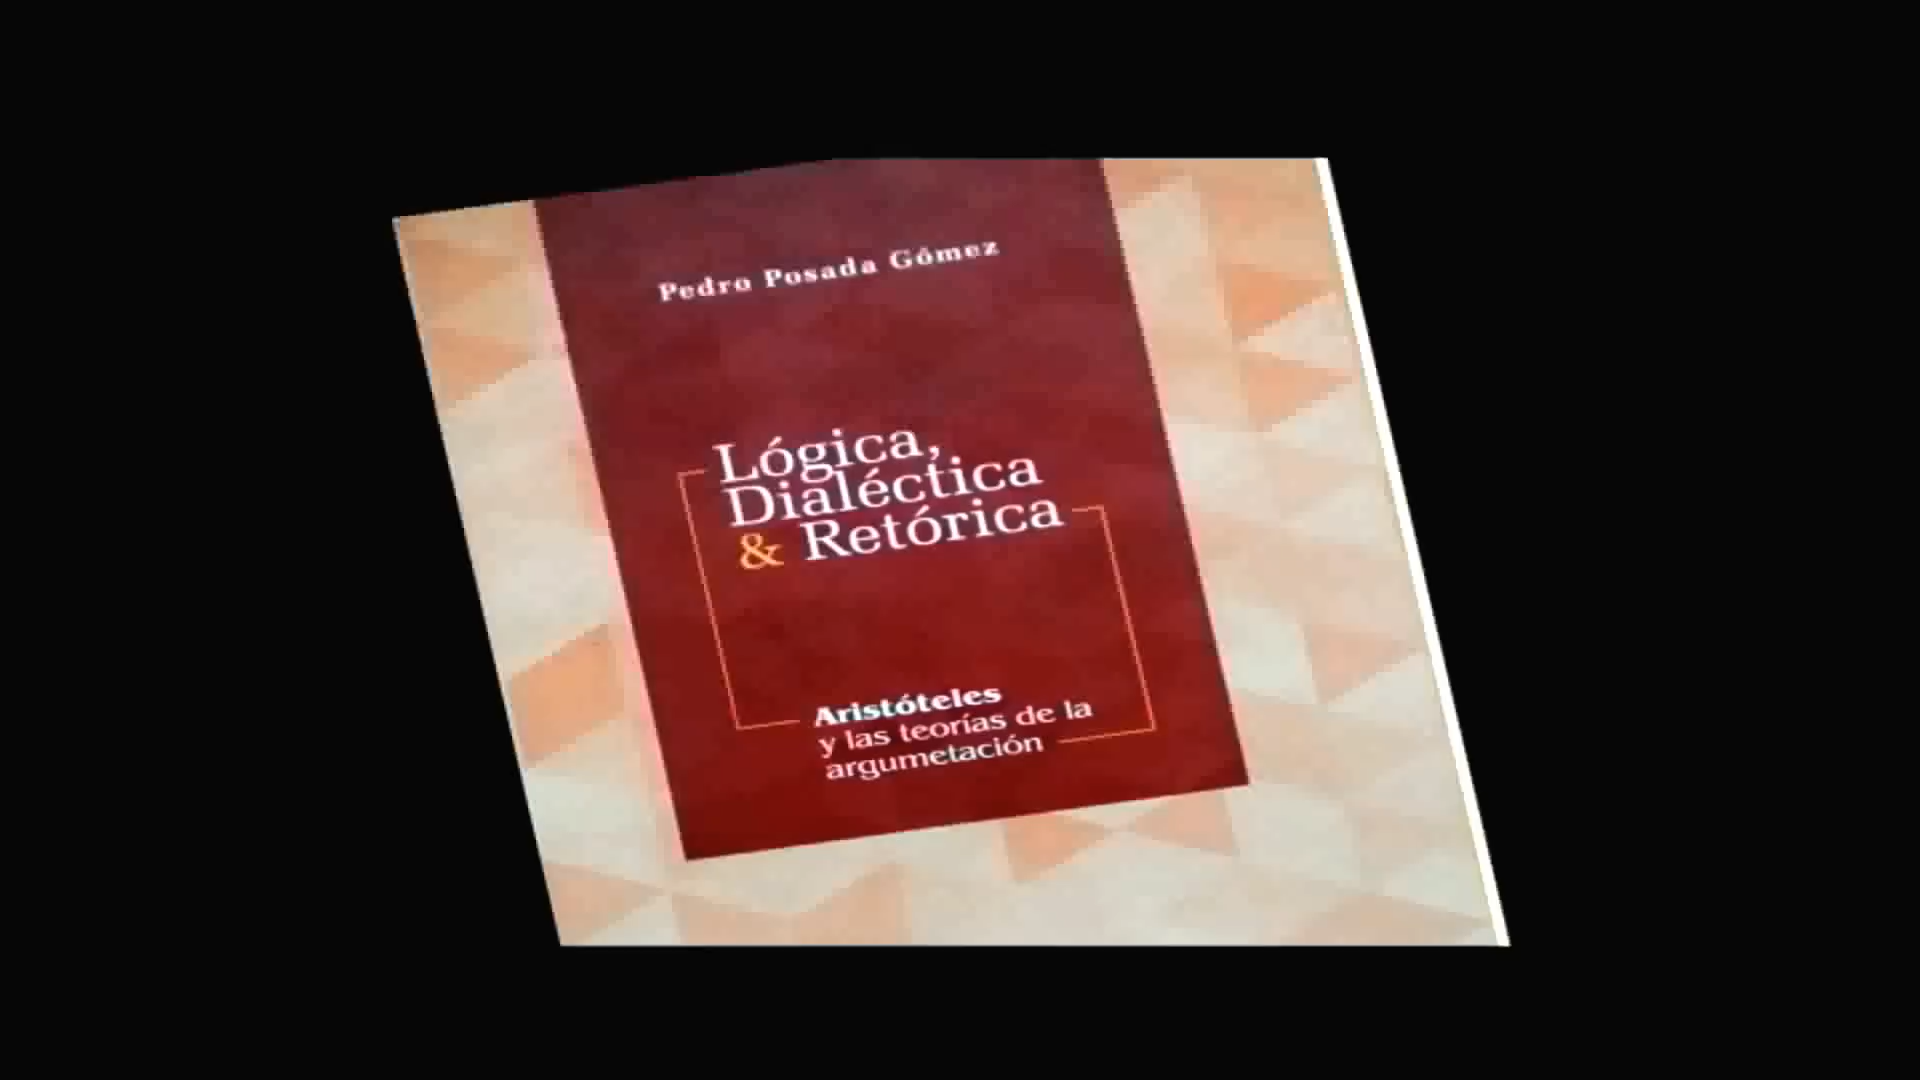 Pedro Posada Gómez
Lógica,
Dialéctica
& Retórica
Aristóteles
y las teorías de la
argumetación